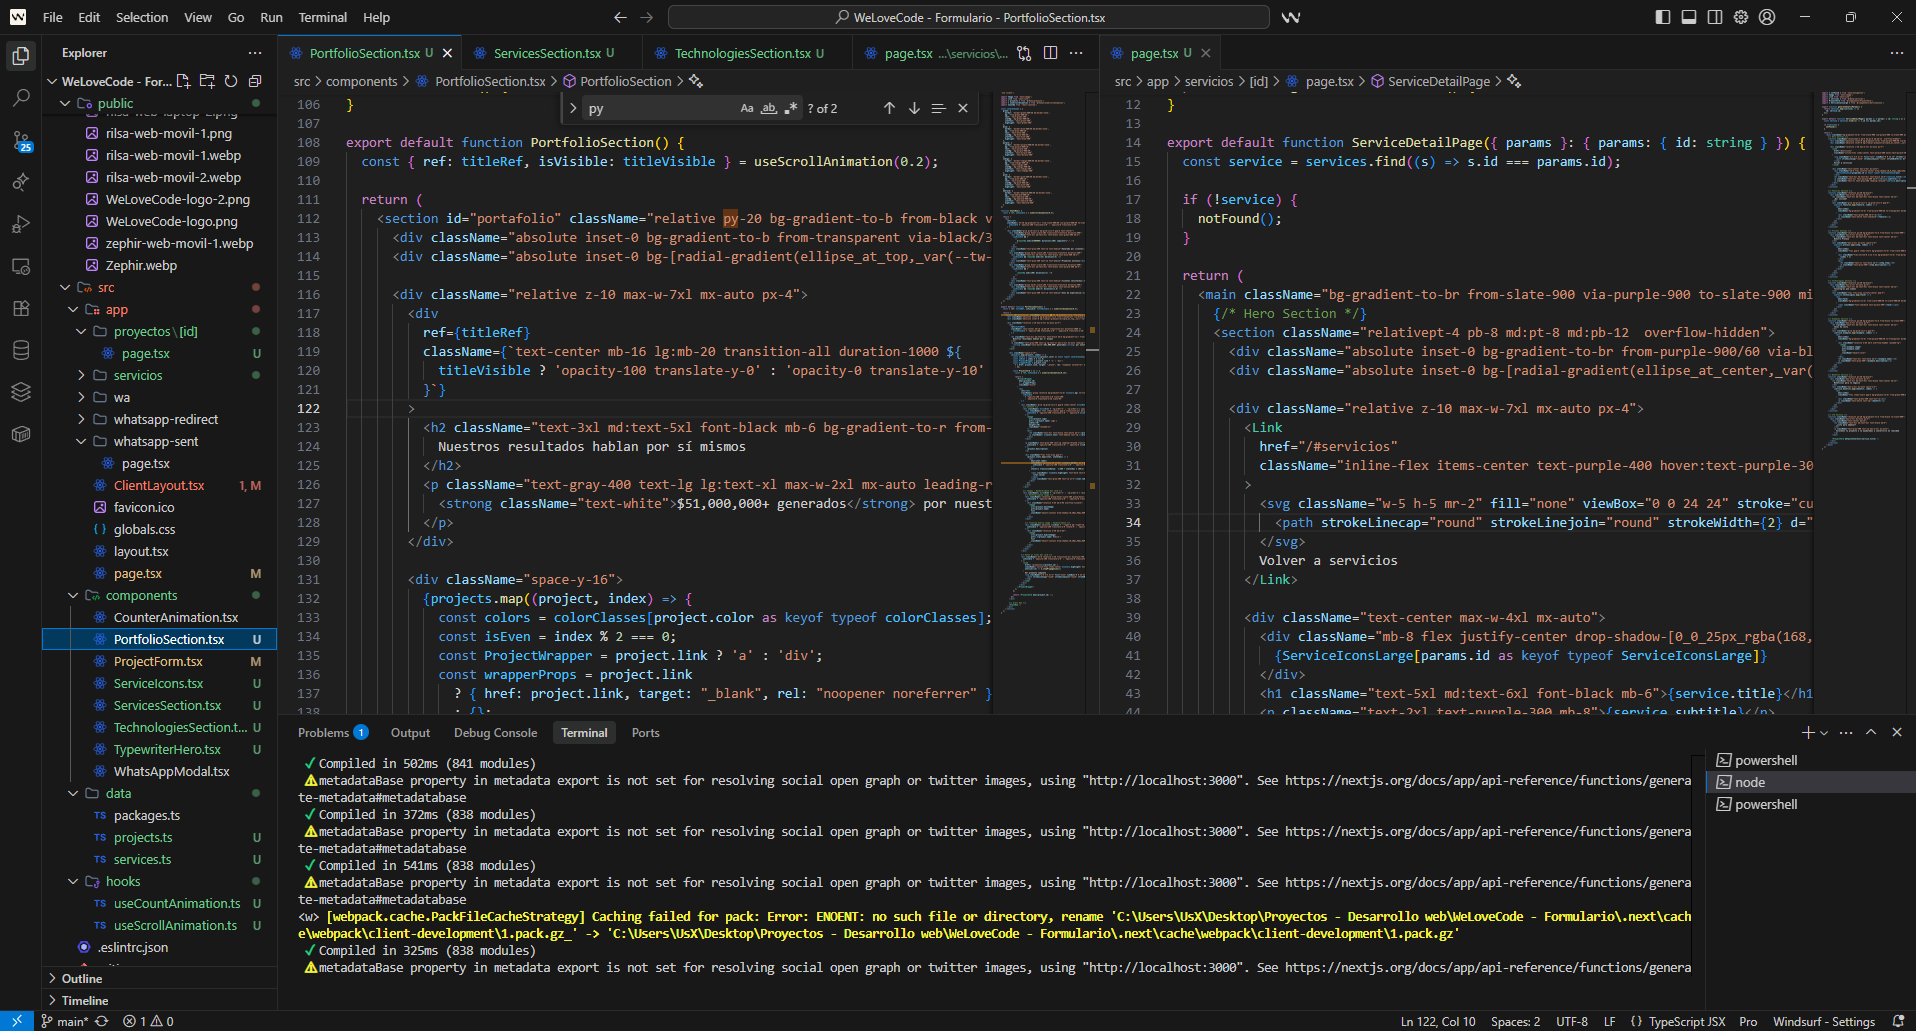 File Edit Selection View Go Run Terminal Help
WeLoveCode - Formulario - PortfolioSection.tsx
Explorer
WeLoveCode - For...
public
rilsa-web-movil-1.png
rilsa-web-movil-1.webp
rilsa-web-movil-2.webp
WeLoveCode-logo-2.png
WeLoveCode-logo.png
zephir-web-movil-1.webp
Zephir.webp
src
app
proyectos\[id]
page.tsx U
servicios
wa
whatsapp-redirect
whatsapp-sent
page.tsx
ClientLayout.tsx 1, M
favicon.ico
globals.css
layout.tsx
page.tsx M
components
CounterAnimation.tsx
PortfolioSection.tsx U
ProjectForm.tsx M
ServiceIcons.tsx U
ServicesSection.tsx U
TechnologiesSection.t... U
TypewriterHero.tsx U
WhatsAppModal.tsx
data
packages.ts
projects.ts U
services.ts U
hooks
useCountAnimation.ts U
useScrollAnimation.ts U
.eslintrc.json
Outline
Timeline
25
PortfolioSection.tsx U ServicesSection.tsx U TechnologiesSection.tsx U page.tsx ...\servicios\...
src > components > PortfolioSection.tsx > PortfolioSection >
py Aa ab ? of 2
106 }
107
108 export default function PortfolioSection() {
109 const { ref: titleRef, isVisible: titleVisible } = useScrollAnimation(0.2);
110
111 return (
112 <section id="portafolio" className="relative py-20 bg-gradient-to-b from-black v
113 <div className="absolute inset-0 bg-gradient-to-b from-transparent via-black/3
114 <div className="absolute inset-0 bg-[radial-gradient(ellipse_at_top,_var(--tw-
115
116 <div className="relative z-10 max-w-7xl mx-auto px-4">
117 <div
118 ref={titleRef}
119 className={`text-center mb-16 lg:mb-20 transition-all duration-1000 ${
120 titleVisible ? 'opacity-100 translate-y-0' : 'opacity-0 translate-y-10'
121 }`}
122 >
123 <h2 className="text-3xl md:text-5xl font-black mb-6 bg-gradient-to-r from-
124 Nuestros resultados hablan por sí mismos
125 </h2>
126 <p className="text-gray-400 text-lg lg:text-xl max-w-2xl mx-auto leading-r
127 <strong className="text-white">$51,000,000+ generados</strong> por nuest
128 </p>
129 </div>
130
131 <div className="space-y-16">
132 {projects.map((project, index) => {
133 const colors = colorClasses[project.color as keyof typeof colorClasses];
134 const isEven = index % 2 === 0;
135 const ProjectWrapper = project.link ? 'a' : 'div';
136 const wrapperProps = project.link
137 ? { href: project.link, target: "_blank", rel: "noopener noreferrer" }
138 : {};
page.tsx U
src > app > servicios > [id] > page.tsx > ServiceDetailPage >
12 }
13
14 export default function ServiceDetailPage({ params }: { params: { id: string } }) {
15 const service = services.find((s) => s.id === params.id);
16
17 if (!service) {
18 notFound();
19 }
20
21 return (
22 <main className="bg-gradient-to-br from-slate-900 via-purple-900 to-slate-900 mi
23 {/* Hero Section */}
24 <section className="relativept-4 pb-8 md:pt-8 md:pb-12  overflow-hidden">
25 <div className="absolute inset-0 bg-gradient-to-br from-purple-900/60 via-bl
26 <div className="absolute inset-0 bg-[radial-gradient(ellipse_at_center,_var(
27
28 <div className="relative z-10 max-w-7xl mx-auto px-4">
29 <Link
30 href="/#servicios"
31 className="inline-flex items-center text-purple-400 hover:text-purple-30
32 >
33 <svg className="w-5 h-5 mr-2" fill="none" viewBox="0 0 24 24" stroke="cu
34 <path strokeLinecap="round" strokeLinejoin="round" strokeWidth={2} d="
35 </svg>
36 Volver a servicios
37 </Link>
38
39 <div className="text-center max-w-4xl mx-auto">
40 <div className="mb-8 flex justify-center drop-shadow-[0_0_25px_rgba(168,
41 {ServiceIconsLarge[params.id as keyof typeof ServiceIconsLarge]}
42 </div>
43 <h1 className="text-5xl md:text-6xl font-black mb-6">{service.title}</h1
44 <p className="text-2xl text-purple-300 mb-8">{service.subtitle}</p>
Problems 1 Output Debug Console Terminal Ports
✓ Compiled in 502ms (841 modules)
⚠ metadataBase property in metadata export is not set for resolving social open graph or twitter images, using "http://localhost:3000". See https://nextjs.org/docs/app/api-reference/functions/genera
te-metadata#metadatabase
✓ Compiled in 372ms (838 modules)
⚠ metadataBase property in metadata export is not set for resolving social open graph or twitter images, using "http://localhost:3000". See https://nextjs.org/docs/app/api-reference/functions/genera
te-metadata#metadatabase
✓ Compiled in 541ms (838 modules)
⚠ metadataBase property in metadata export is not set for resolving social open graph or twitter images, using "http://localhost:3000". See https://nextjs.org/docs/app/api-reference/functions/genera
te-metadata#metadatabase
<w> [webpack.cache.PackFileCacheStrategy] Caching failed for pack: Error: ENOENT: no such file or directory, rename 'C:\Users\UsX\Desktop\Proyectos - Desarrollo web\WeLoveCode - Formulario\.next\cach
e\webpack\client-development\1.pack.gz_' -> 'C:\Users\UsX\Desktop\Proyectos - Desarrollo web\WeLoveCode - Formulario\.next\cache\webpack\client-development\1.pack.gz'
✓ Compiled in 325ms (838 modules)
⚠ metadataBase property in metadata export is not set for resolving social open graph or twitter images, using "http://localhost:3000". See https://nextjs.org/docs/app/api-reference/functions/genera
powershell
node
powershell
main* 1 0 Ln 122, Col 10 Spaces: 2 UTF-8 LF {} TypeScript JSX Pro Windsurf - Settings